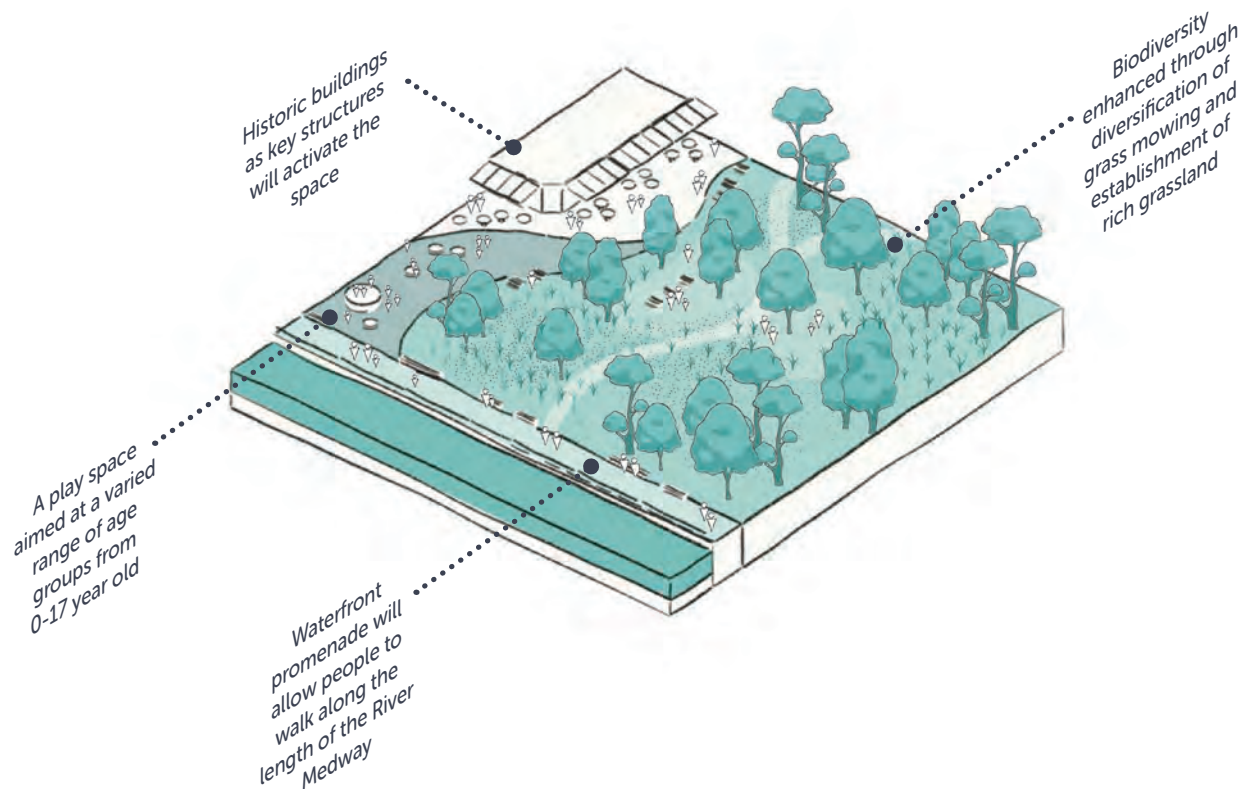 Historic buildings
as key structures
will activate the
space
Biodiversity
enhanced through
diversification of
grass mowing and
establishment of
rich grassland
A play space
aimed at a varied
range of age
groups from
0-17 year old
Waterfront
promenade will
allow people to
walk along the
length of the River
Medway